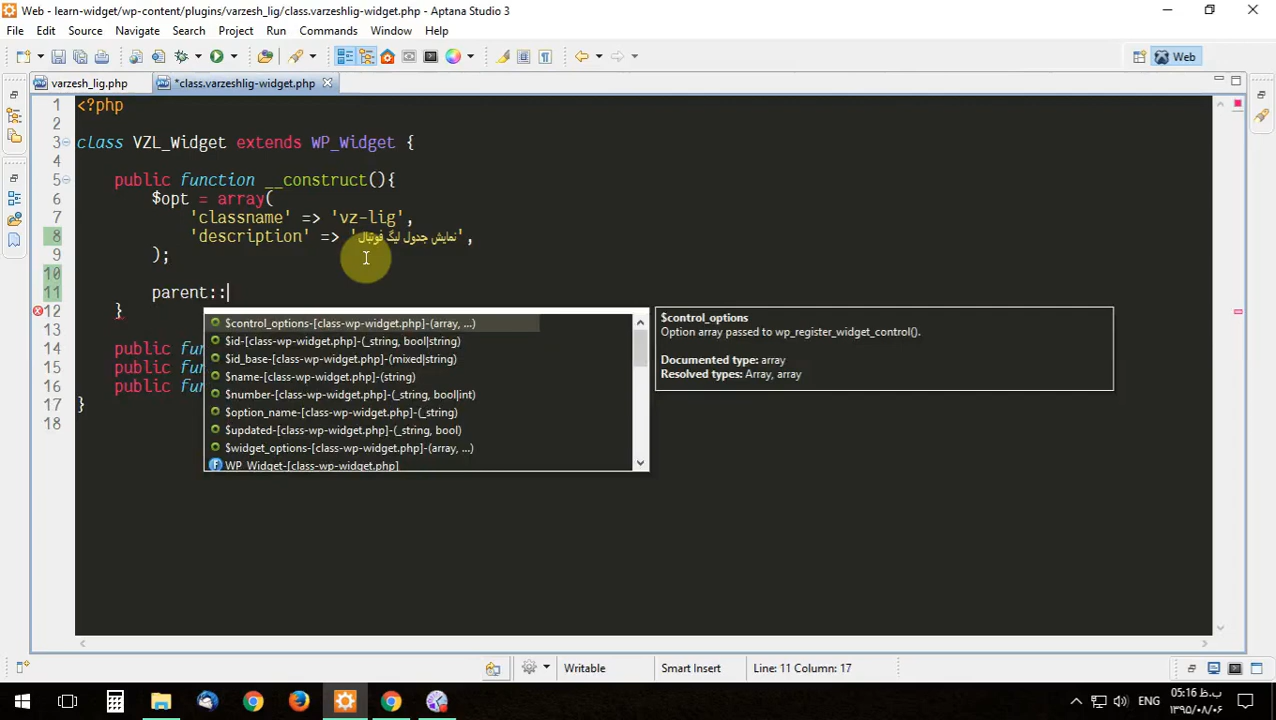 Web - learn-widget/wp-content/plugins/varzesh_lig/class.varzeshlig-widget.php - Aptana Studio 3
File Edit Source Navigate Search Project Run Commands Window Help
Web
varzesh_lig.php *class.varzeshlig-widget.php
1 <?php
2
3 class VZL_Widget extends WP_Widget {
4
5 public function __construct(){
6 $opt = array(
7 'classname' => 'vz-lig',
8 'description' => 'نمایش جدول لیگ فوتبال',
9 );
10
11 parent::
12 }
13
14 public fun
15 public fun
16 public fun
17 }
18
$control_options-[class-wp-widget.php]-(array, ...)
$id-[class-wp-widget.php]-(_string, bool|string)
$id_base-[class-wp-widget.php]-(mixed|string)
$name-[class-wp-widget.php]-(string)
$number-[class-wp-widget.php]-(_string, bool|int)
$option_name-[class-wp-widget.php]-(_string)
$updated-[class-wp-widget.php]-(_string, bool)
$widget_options-[class-wp-widget.php]-(array, ...)
WP_Widget-[class-wp-widget.php]
$control_options
Option array passed to wp_register_widget_control().
Documented type: array
Resolved types: Array, array
Writable Smart Insert Line: 11 Column: 17
ENG
05:16 ب.ظ
۱۳۹۵/۰۸/۰۶